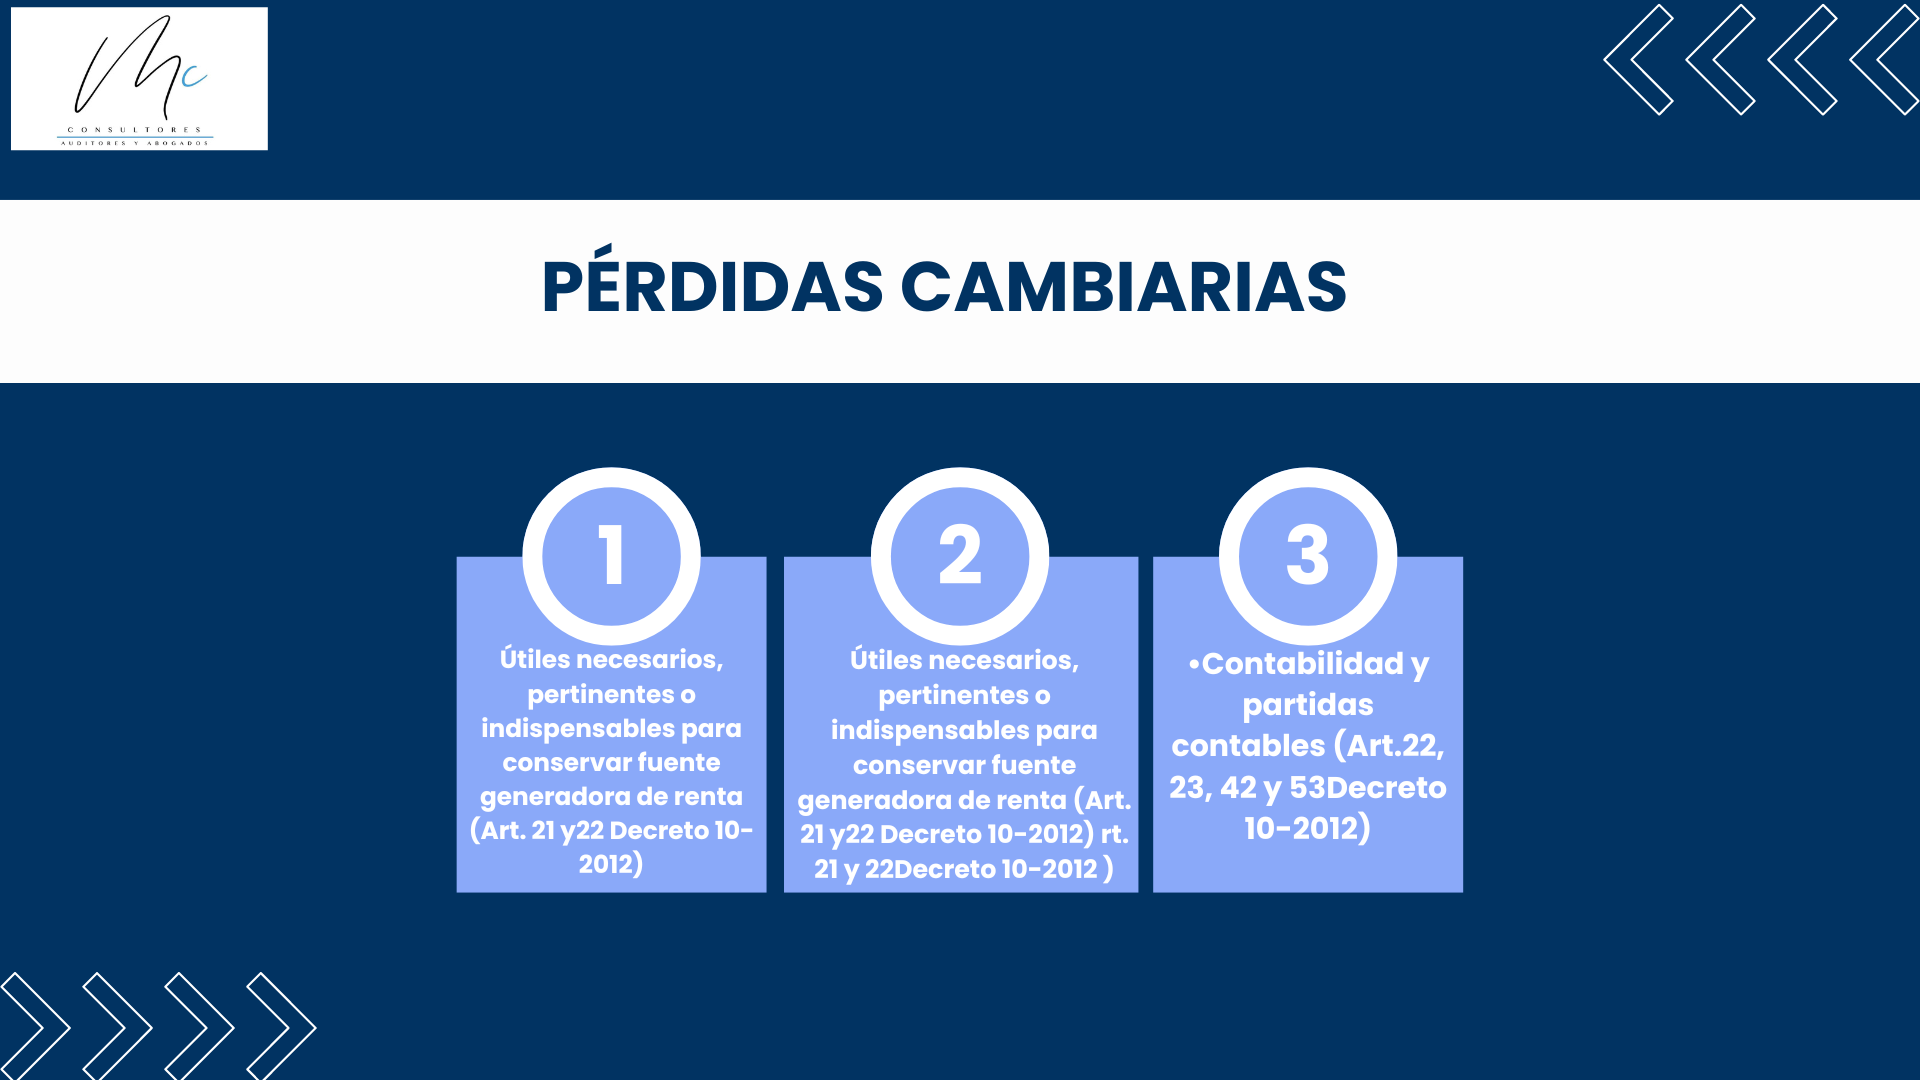 Mc
CONSULTORES
AUDITORES Y ABOGADOS
PÉRDIDAS CAMBIARIAS
1
Útiles necesarios,
pertinentes o
indispensables para
conservar fuente
generadora de renta
(Art. 21 y22 Decreto 10-
2012)
2
Útiles necesarios,
pertinentes o
indispensables para
conservar fuente
generadora de renta (Art.
21 y22 Decreto 10-2012) rt.
21 y 22Decreto 10-2012 )
3
•Contabilidad y
partidas
contables (Art.22,
23, 42 y 53Decreto
10-2012)